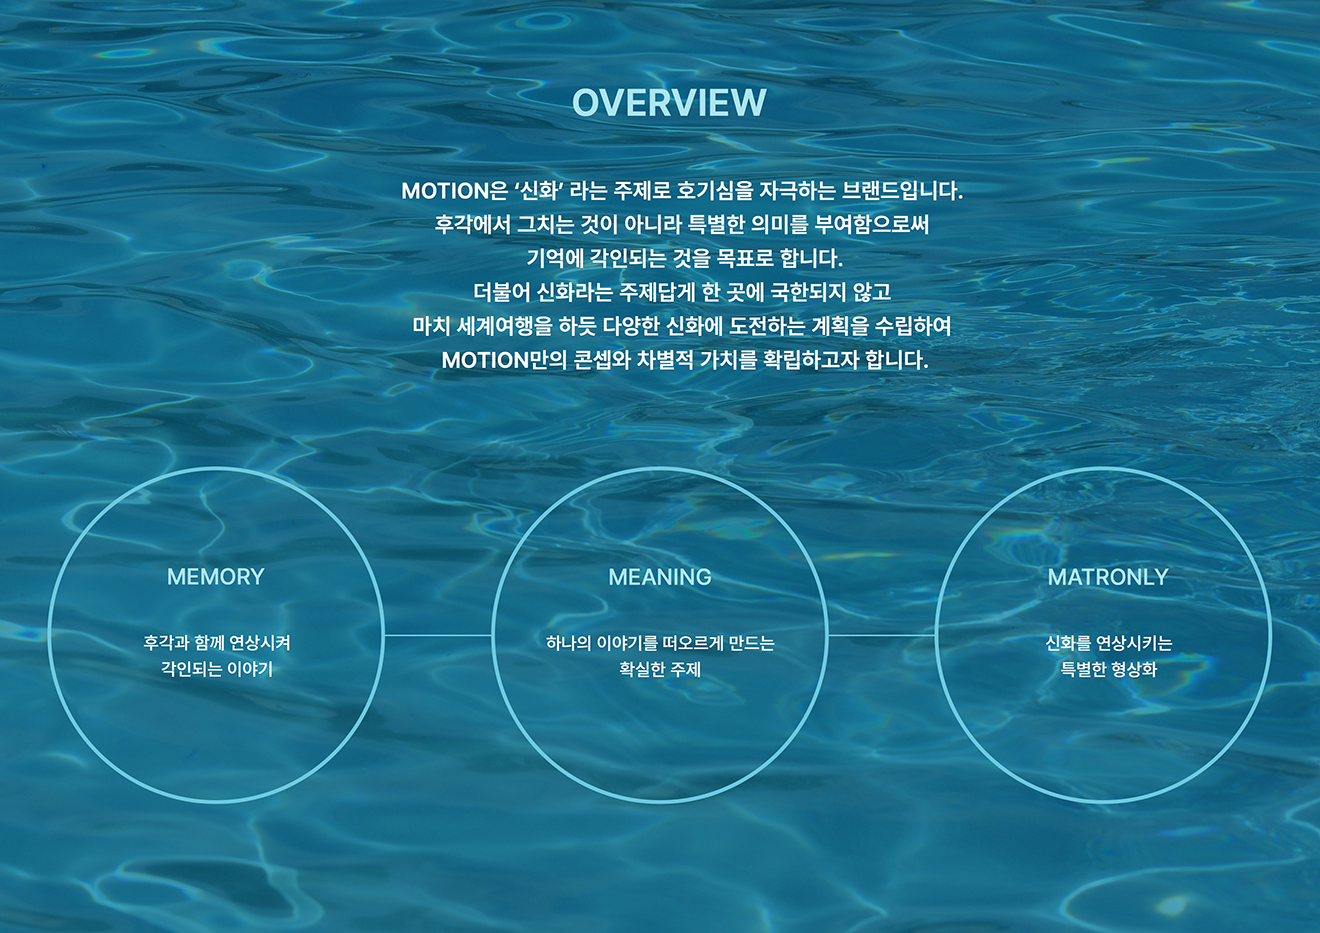 OVERVIEW
MOTION은 ‘신화’ 라는 주제로 호기심을 자극하는 브랜드입니다.
후각에서 그치는 것이 아니라 특별한 의미를 부여함으로써
기억에 각인되는 것을 목표로 합니다.
더불어 신화라는 주제답게 한 곳에 국한되지 않고
마치 세계여행을 하듯 다양한 신화에 도전하는 계획을 수립하여
MOTION만의 콘셉와 차별적 가치를 확립하고자 합니다.
MEMORY
후각과 함께 연상시켜
각인되는 이야기
MEANING
하나의 이야기를 떠오르게 만드는
확실한 주제
MATRONLY
신화를 연상시키는
특별한 형상화